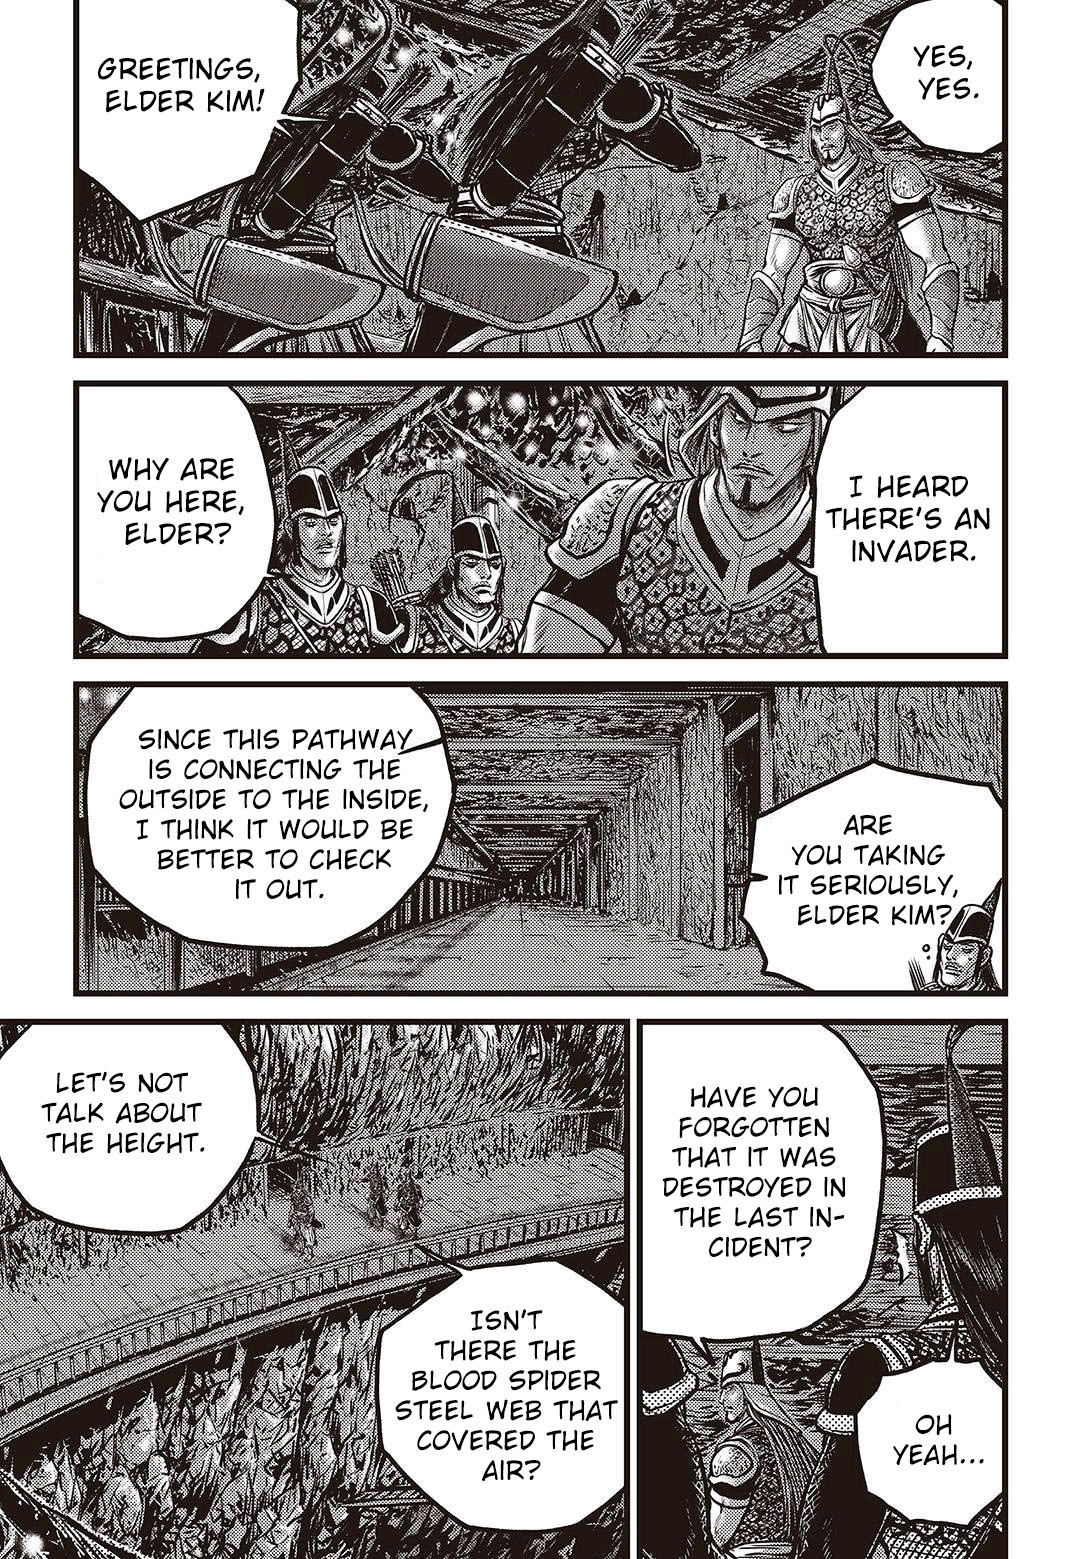 GREETINGS,
ELDER KIM!
YES,
YES.
WHY ARE
YOU HERE,
ELDER?
I HEARD
THERE'S AN
INVADER.
SINCE THIS PATHWAY
IS CONNECTING THE
OUTSIDE TO THE INSIDE,
I THINK IT WOULD BE
BETTER TO CHECK
IT OUT.
ARE
YOU TAKING
IT SERIOUSLY,
ELDER KIM?
LET'S NOT
TALK ABOUT
THE HEIGHT.
ISN'T
THERE THE
BLOOD SPIDER
STEEL WEB THAT
COVERED THE
AIR?
HAVE YOU
FORGOTTEN
THAT IT WAS
DESTROYED IN
THE LAST IN-
CIDENT?
OH
YEAH...